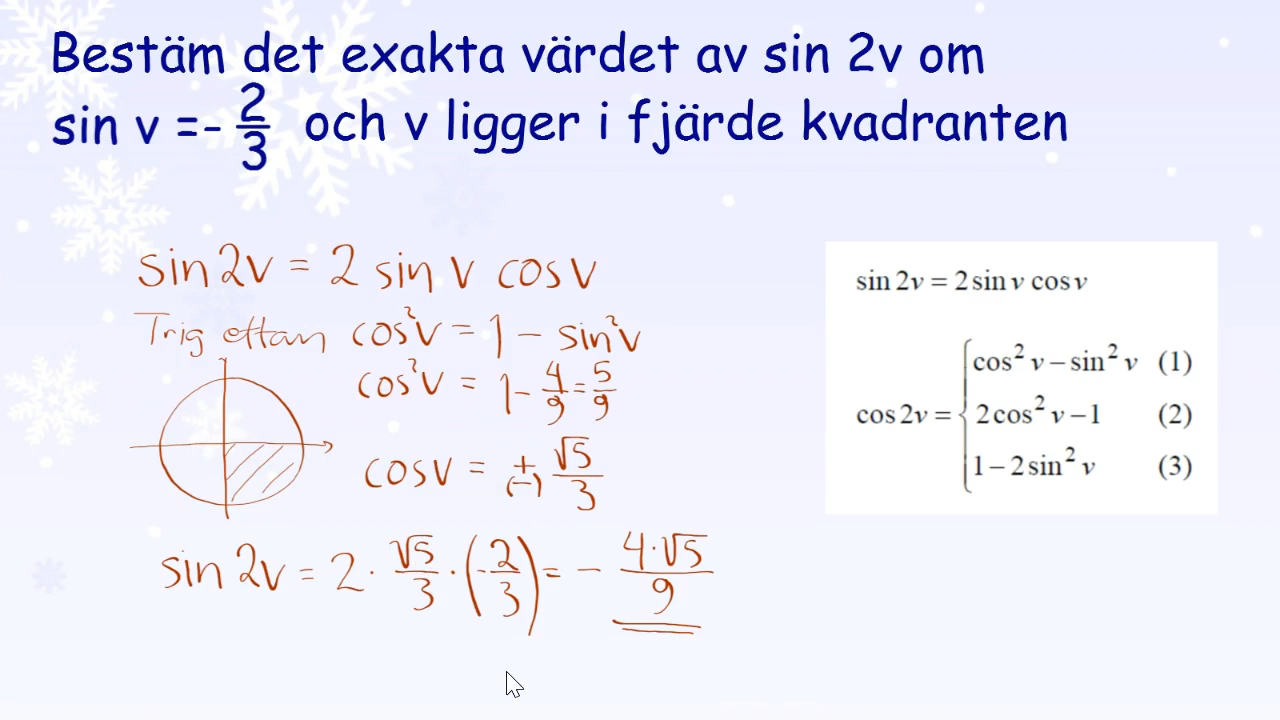 Bestäm det exakta värdet av sin 2v om
sin v = - 2/3 och v ligger i fjärde kvadranten
sin 2v = 2 sin v cos v
Trig ettan cos²v = 1 - sin²v
cos²v = 1 - 4/9 = 5/9
cos v = +(-) √5/3
sin 2v = 2 · √5/3 · (-2/3) = - 4·√5/9
sin 2v = 2 sin v cos v
cos² v - sin² v (1)
cos 2v = { 2cos² v - 1 (2)
1 - 2 sin² v (3)